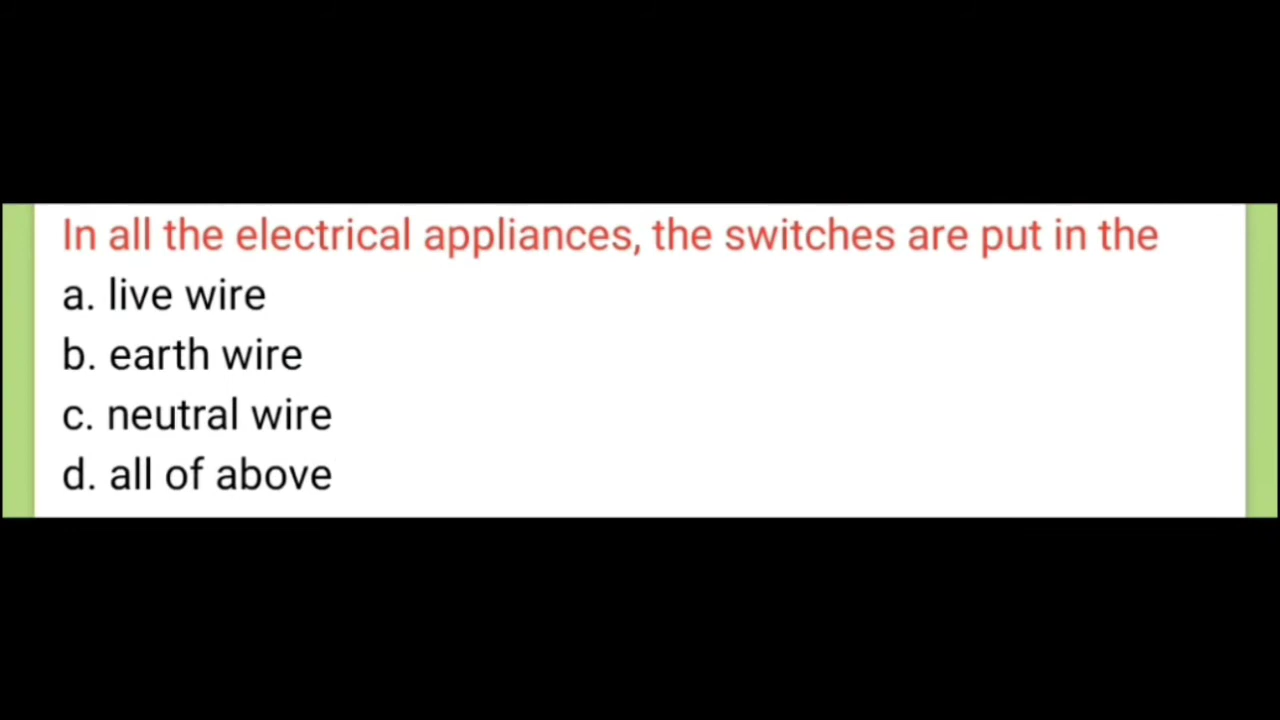 In all the electrical appliances, the switches are put in the
a. live wire
b. earth wire
c. neutral wire
d. all of above